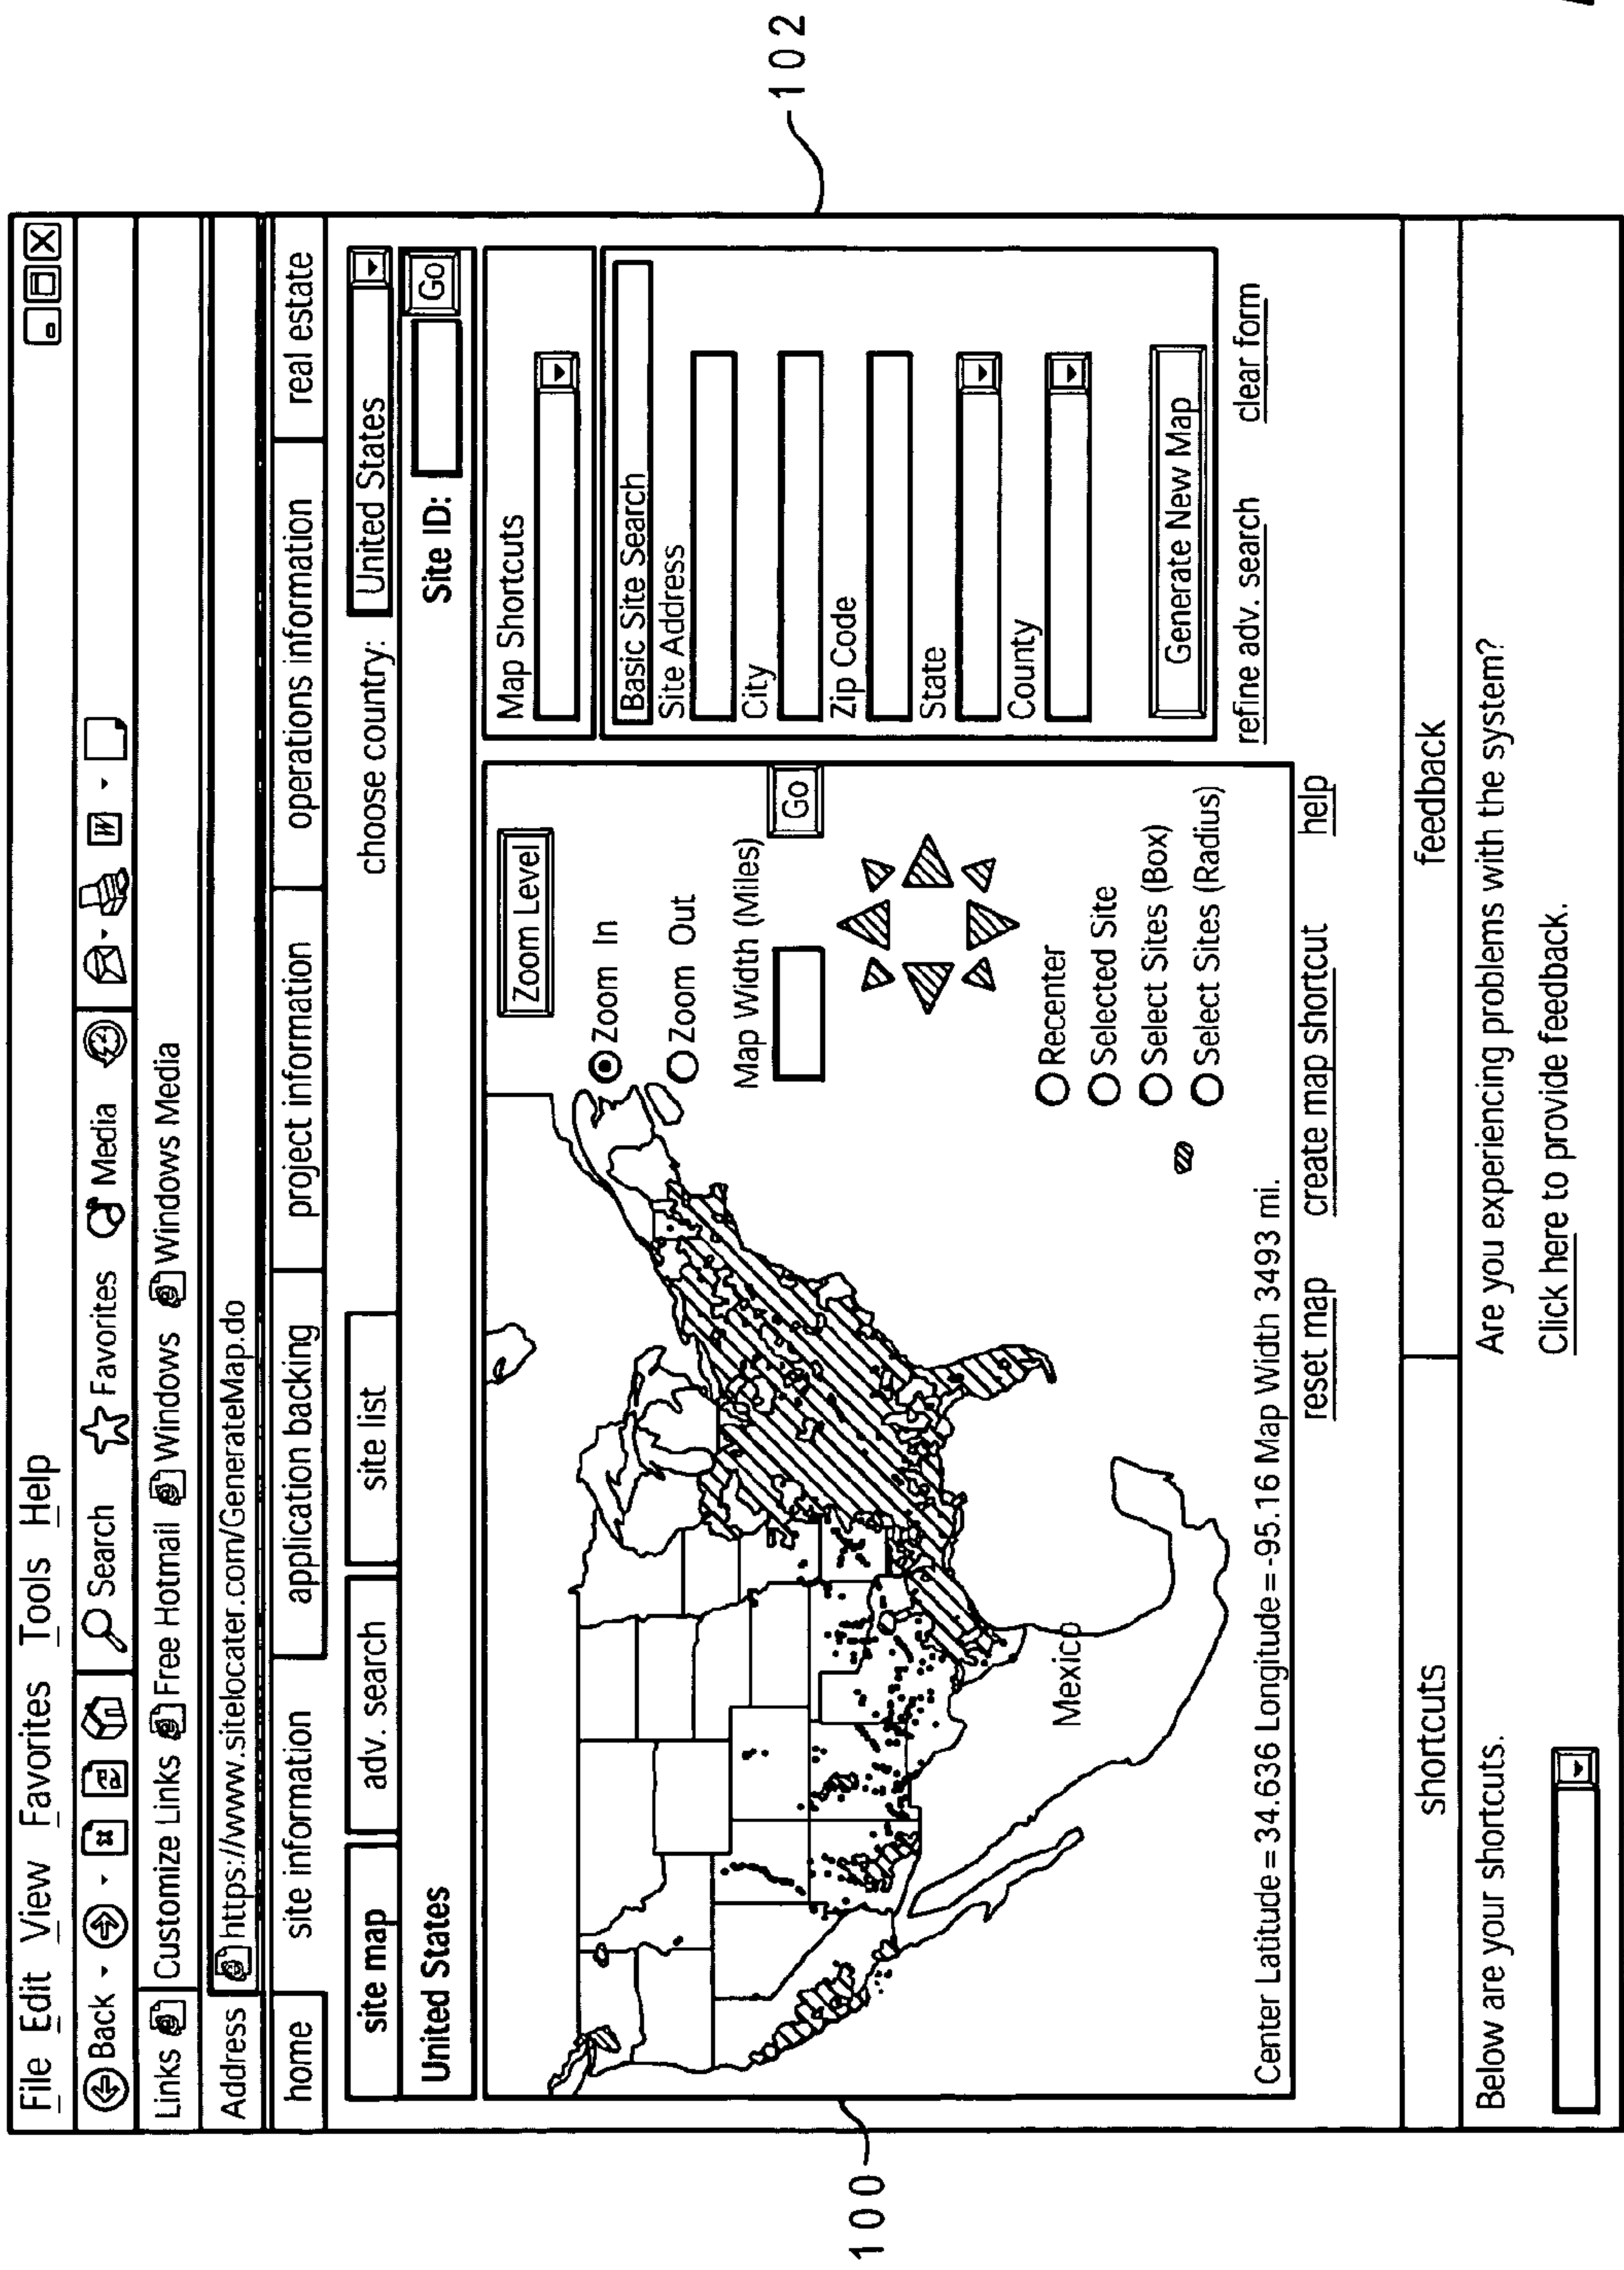 File Edit View Favorites Tools Help
Back Search Favorites Media W
Links Customize Links Free Hotmail Windows Windows Media
Address https://www.sitelocater.com/GenerateMap.do
home site information application backing project information operations information real estate
site map adv. search site list choose country: United States
United States Site ID: Go
Zoom Level
Zoom In
Zoom Out
Map Width (Miles)
Go
Recenter
Selected Site
Select Sites (Box)
Select Sites (Radius)
Mexico
Center Latitude = 34.636 Longitude = -95.16 Map Width 3493 mi.
reset map create map shortcut help
Map Shortcuts
Basic Site Search
Site Address
City
Zip Code
State
County
Generate New Map
refine adv. search clear form
shortcuts feedback
Below are your shortcuts. Are you experiencing problems with the system?
Click here to provide feedback.
100
102